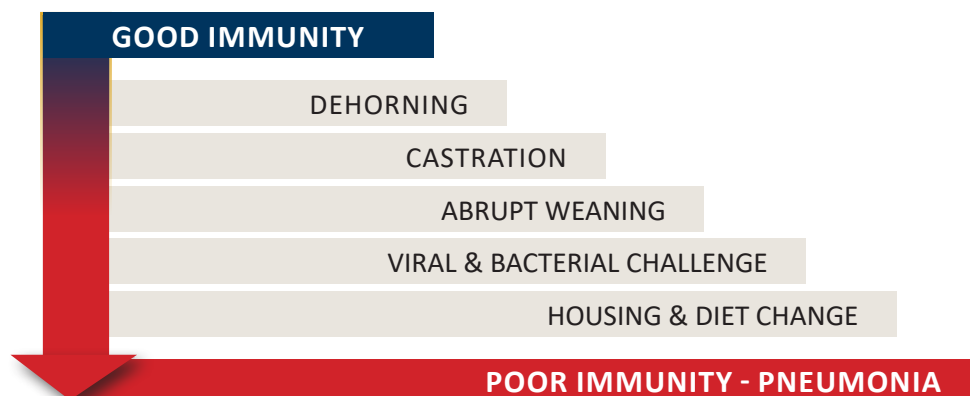 GOOD IMMUNITY
DEHORNING
CASTRATION
ABRUPT WEANING
VIRAL & BACTERIAL CHALLENGE
HOUSING & DIET CHANGE
POOR IMMUNITY - PNEUMONIA